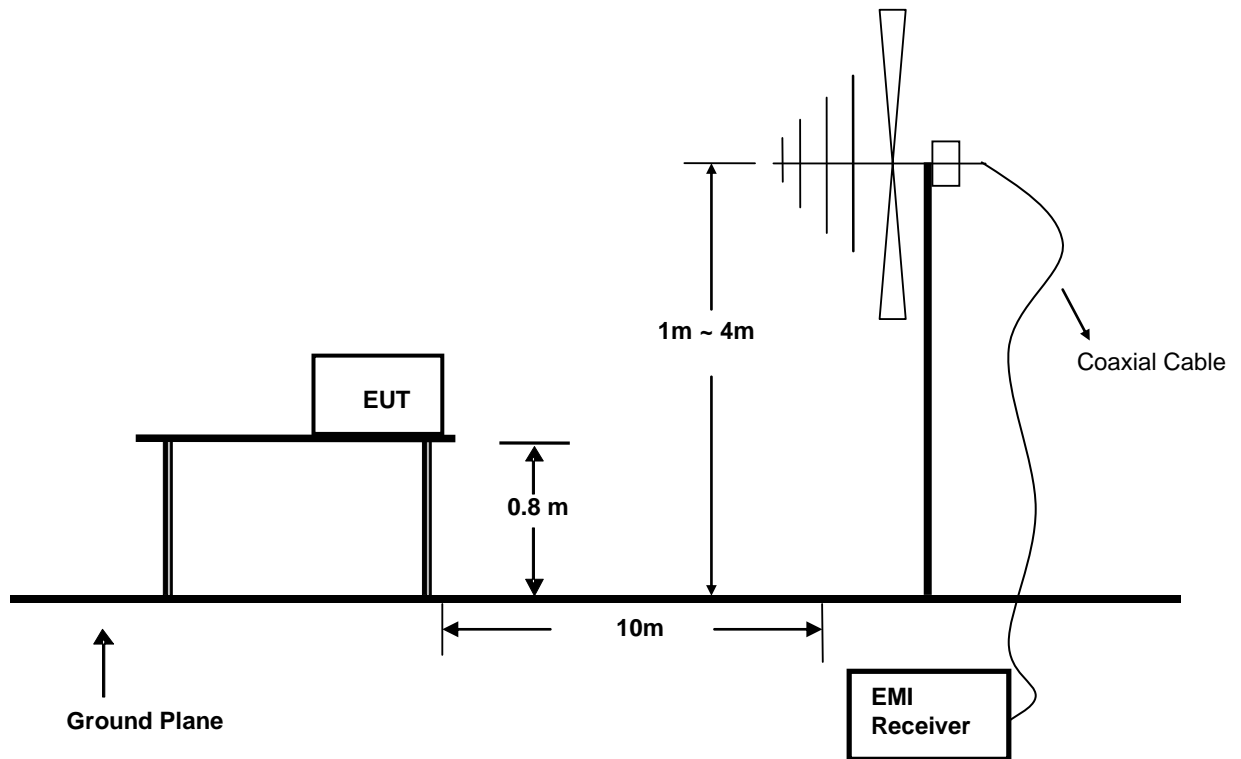 1m ~ 4m
Coaxial Cable
EUT
0.8 m
10m
Ground Plane
EMI
Receiver